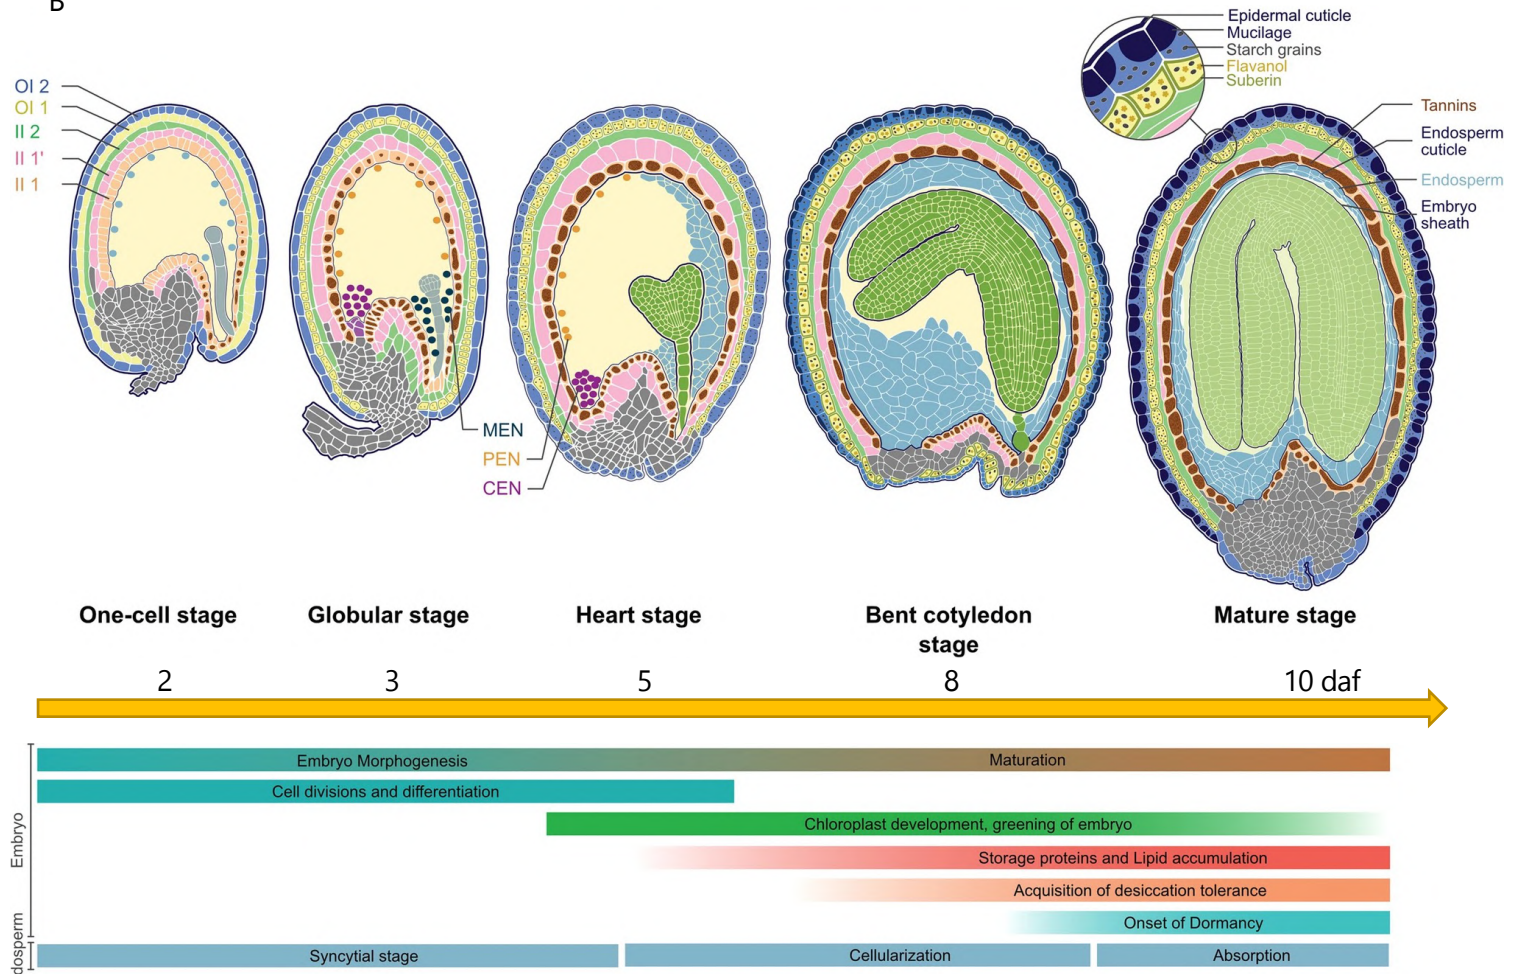 B
Epidermal cuticle
Mucilage
Starch grains
Flavanol
Suberin
OI 2
OI 1
II 2
II 1'
II 1
Tannins
Endosperm
cuticle
Endosperm
Embryo
sheath
MEN
PEN
CEN
One-cell stage
Globular stage
Heart stage
Bent cotyledon
stage
Mature stage
2
3
5
8
10 daf
Embryo
Embryo Morphogenesis
Maturation
Cell divisions and differentiation
Chloroplast development, greening of embryo
Storage proteins and Lipid accumulation
Acquisition of desiccation tolerance
Onset of Dormancy
dosperm
Syncytial stage
Cellularization
Absorption